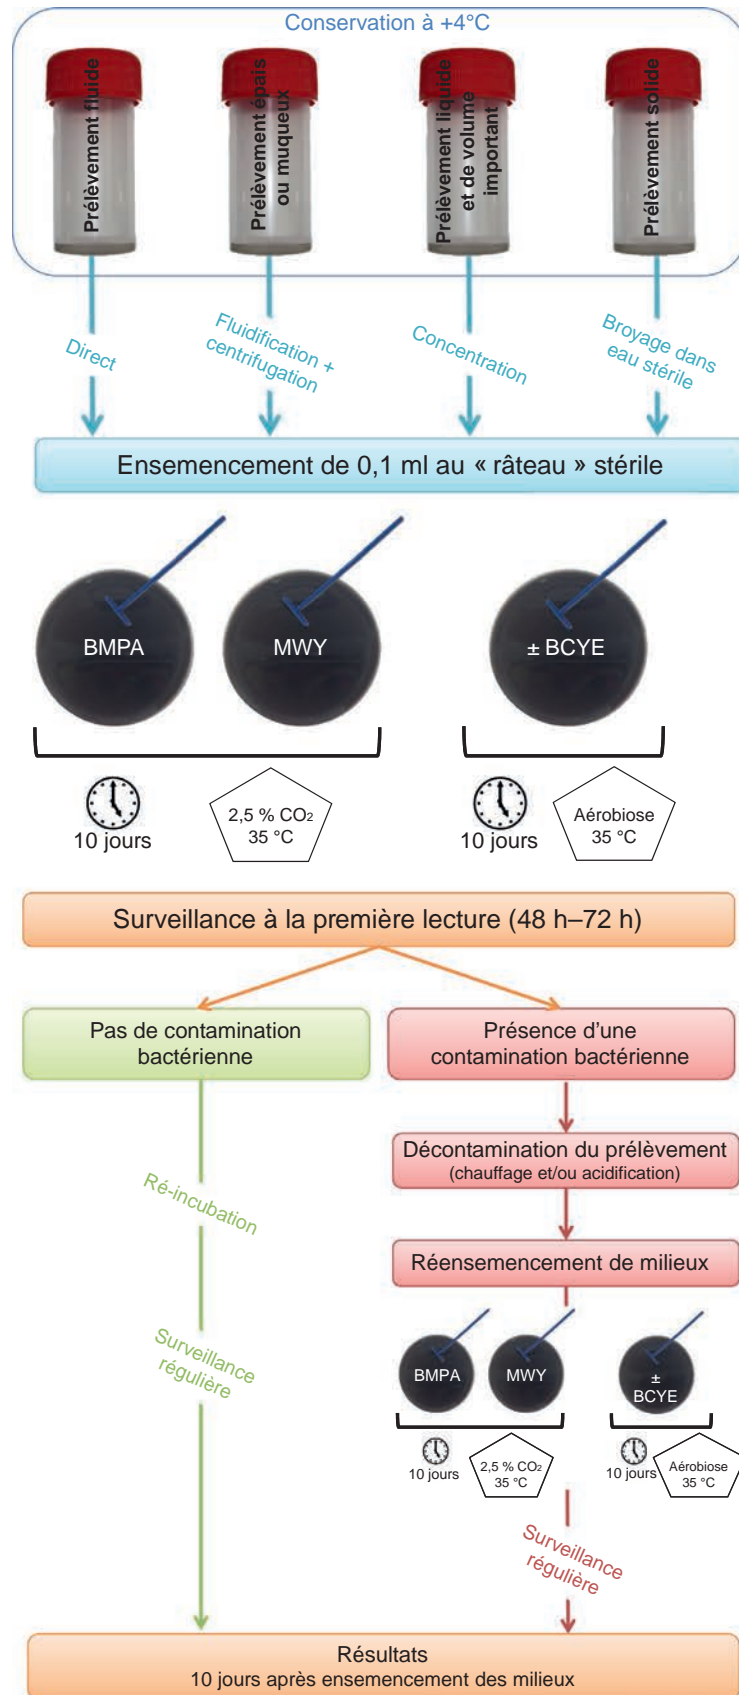 Conservation à +4°C
Prélèvement fluide
Prélèvement épais
ou muqueux
Prélèvement liquide
et de volume
important
Prélèvement solide
Direct
Fluidification +
centrifugation
Concentration
Broyage dans
eau stérile
Ensemencement de 0,1 ml au « râteau » stérile
BMPA
MWY
± BCYE
10 jours
2,5 % CO2
35 °C
10 jours
Aérobiose
35 °C
Surveillance à la première lecture (48 h–72 h)
Pas de contamination
bactérienne
Présence d'une
contamination bactérienne
Décontamination du prélèvement
(chauffage et/ou acidification)
Ré-incubation
Réensemencement de milieux
Surveillance
régulière
BMPA
MWY
±
BCYE
10 jours
2,5 % CO2
35 °C
10 jours
Aérobiose
35 °C
Surveillance
régulière
Résultats
10 jours après ensemencement des milieux